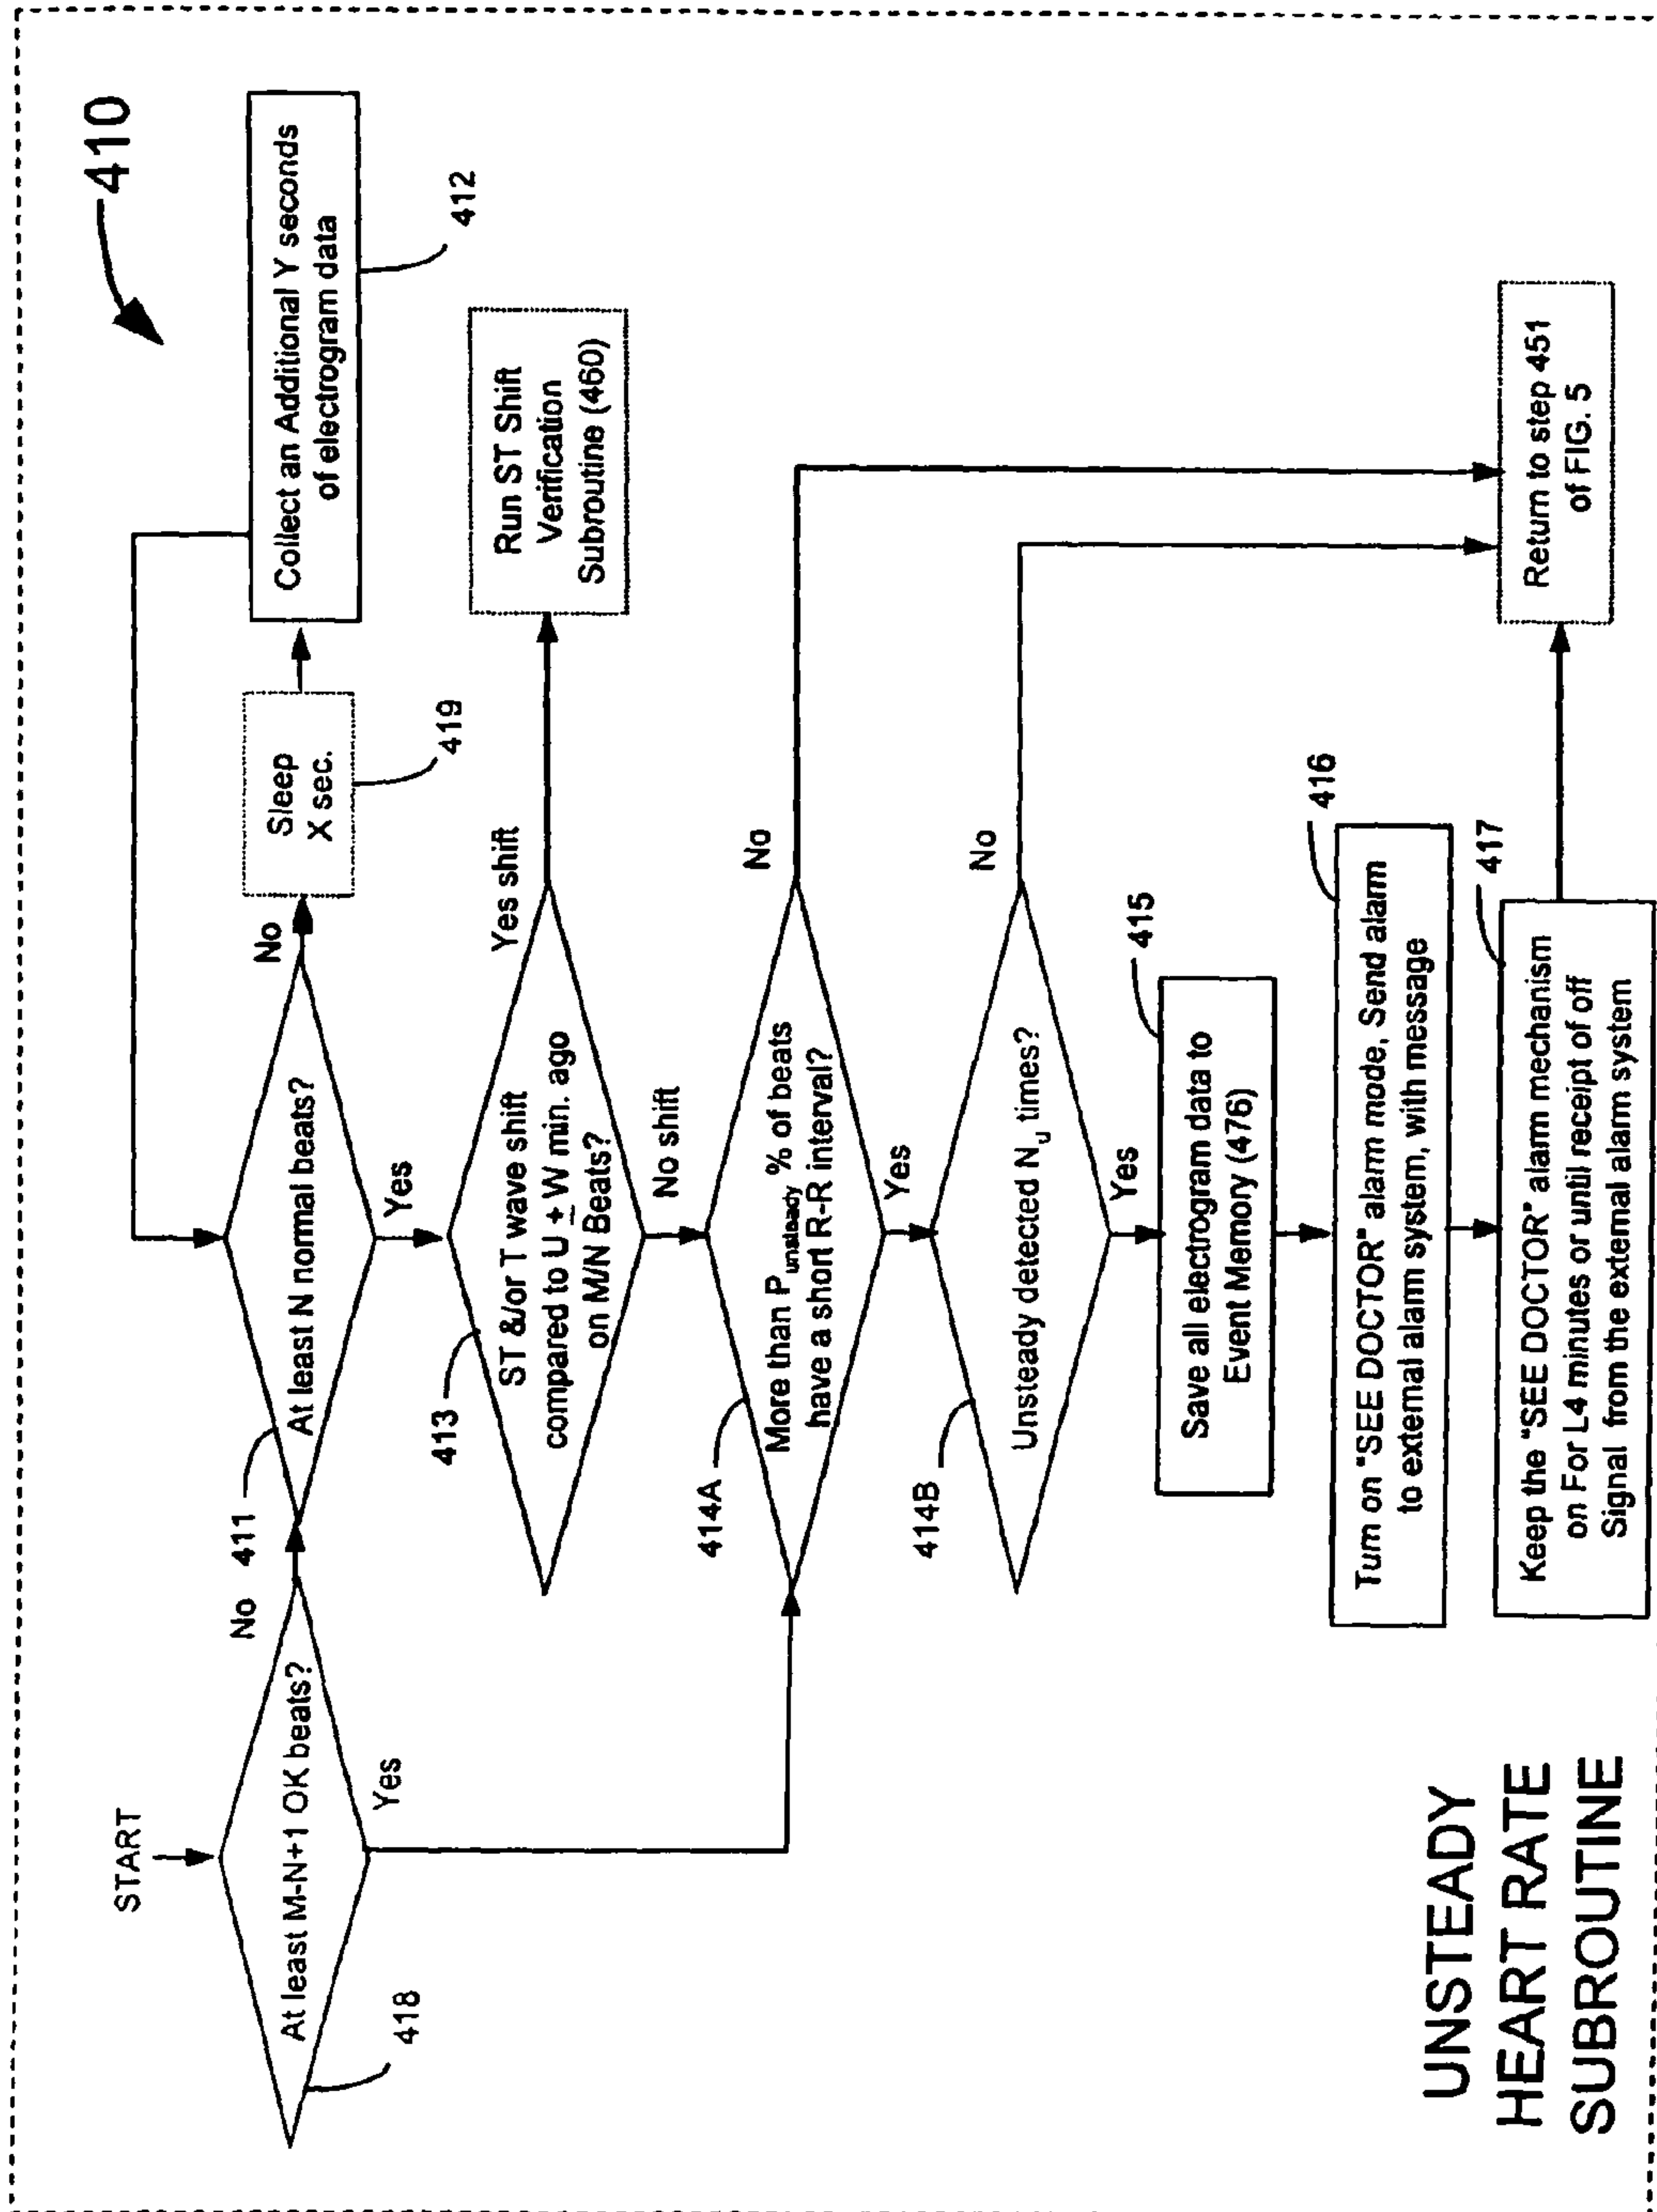 410
START
At least M-N+1 OK beats?
418
No
Yes
411
At least N normal beats?
No
Yes
Sleep
X sec.
419
Collect an Additional Y seconds
of electrogram data
412
413
ST &/or T wave shift
compared to U ± W min. ago
on M/N Beats?
Yes shift
No shift
Run ST Shift
Verification
Subroutine (460)
414A
More than P unsteady % of beats
have a short R-R interval?
No
Yes
414B
Unsteady detected NU times?
No
Yes
415
Save all electrogram data to
Event Memory (476)
416
Turn on "SEE DOCTOR" alarm mode, Send alarm
to external alarm system, with message
417
Keep the "SEE DOCTOR" alarm mechanism
on For L4 minutes or until receipt of off
Signal from the external alarm system
Return to step 451
of FIG. 5
UNSTEADY
HEART RATE
SUBROUTINE